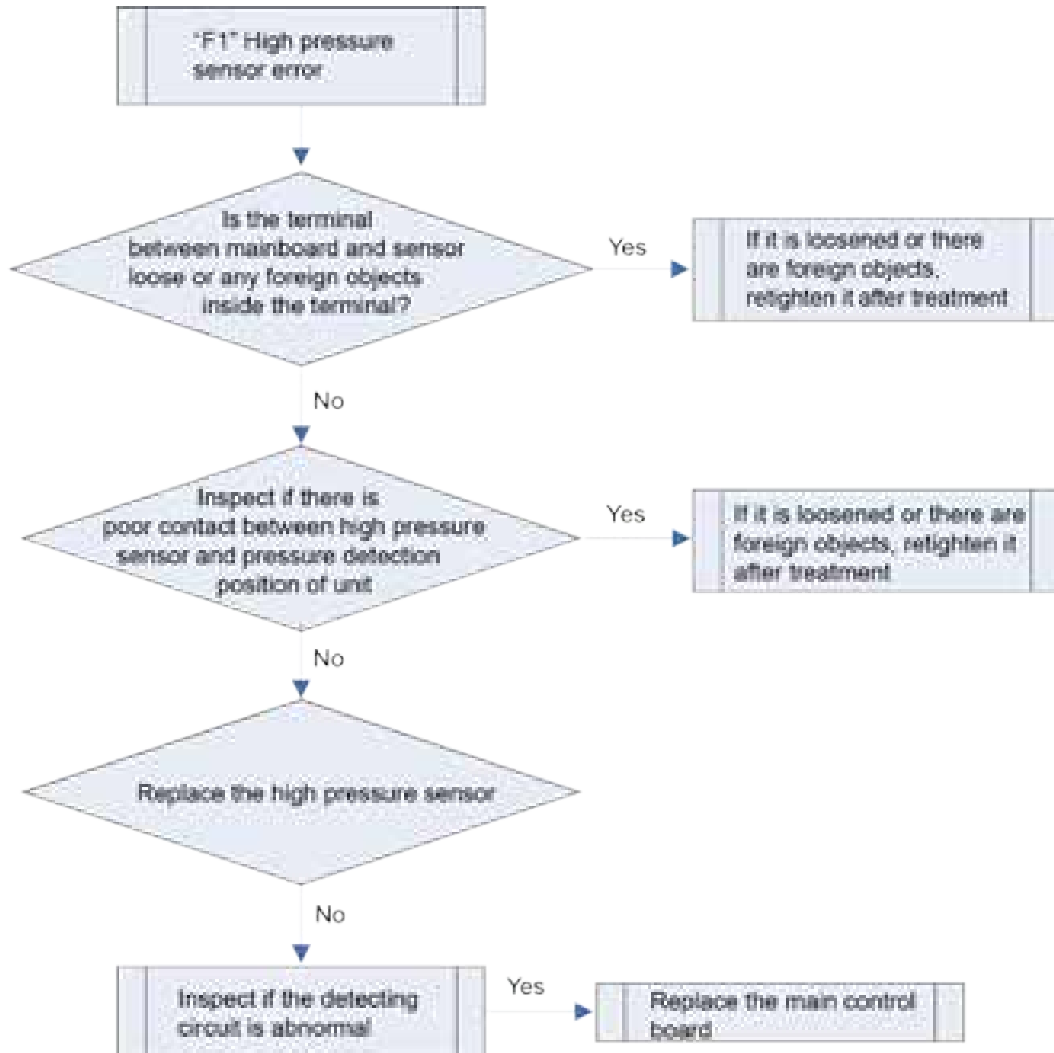 "F1" High pressure
sensor error
Is the terminal
between mainboard and sensor
loose or any foreign objects
inside the terminal?
Yes
If it is loosened or there
are foreign objects,
retighten it after treatment
No
Inspect if there is
poor contact between high pressure
sensor and pressure detection
position of unit
Yes
If it is loosened or there are
foreign objects, retighten it
after treatment
No
Replace the high pressure sensor
No
Inspect if the detecting
circuit is abnormal
Yes
Replace the main control
board